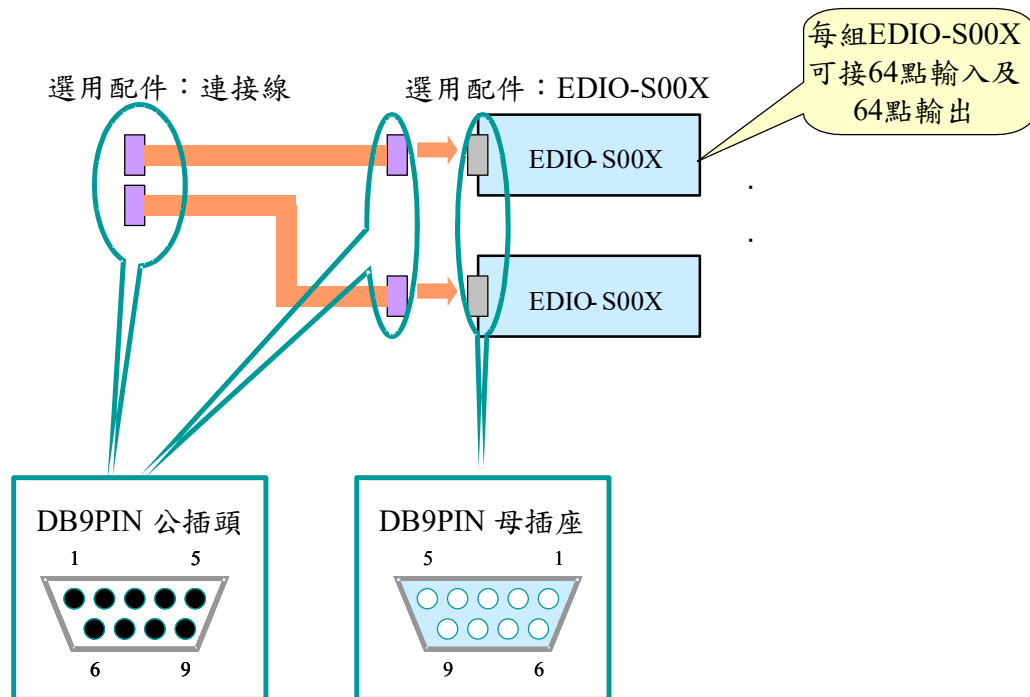 每組EDIO-S00X
可接64點輸入及
64點輸出
選用配件：連接線
選用配件：EDIO-S00X
EDIO- S00X
EDIO- S00X
DB9PIN 公插頭
1 5
6 9
DB9PIN 母插座
5 1
9 6